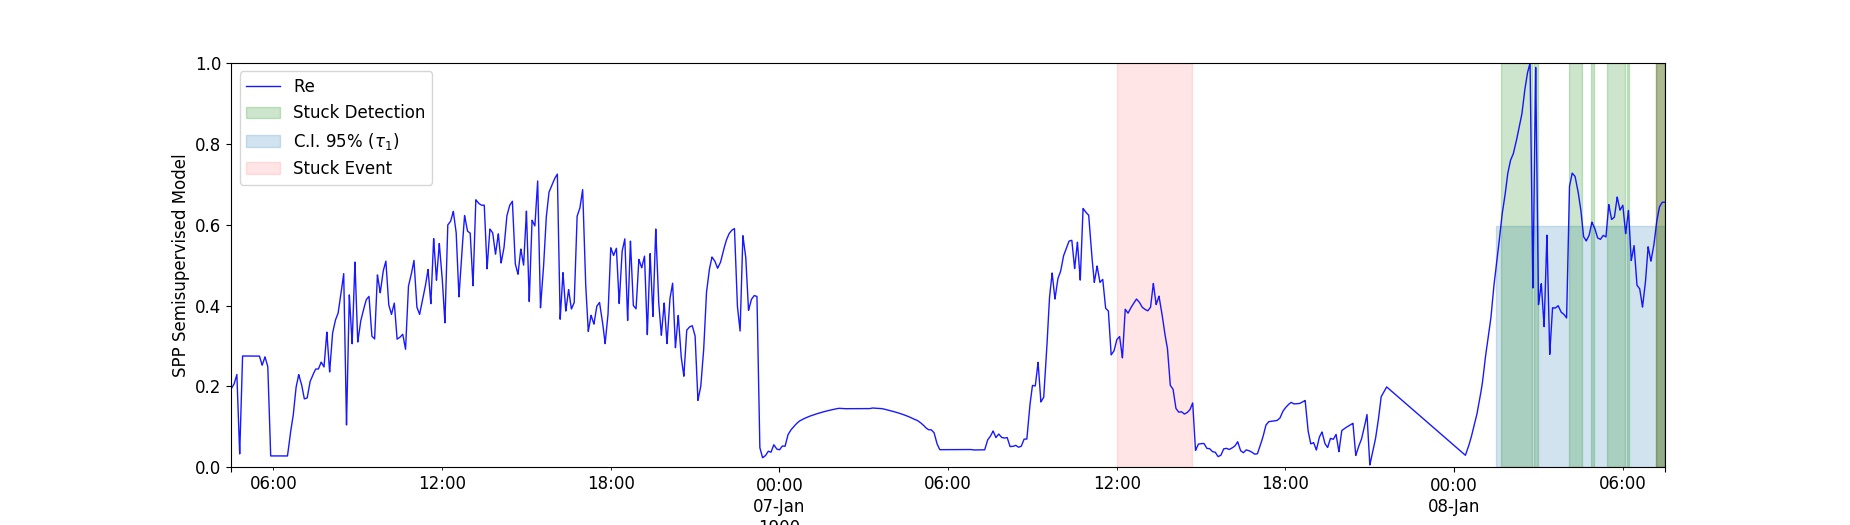 1.0
0.8
0.6
0.4
0.2
0.0
SPP Semisupervised Model
Re
Stuck Detection
C.I. 95% (τ₁)
Stuck Event
06:00
12:00
18:00
00:00
07-Jan
06:00
12:00
18:00
00:00
08-Jan
06:00